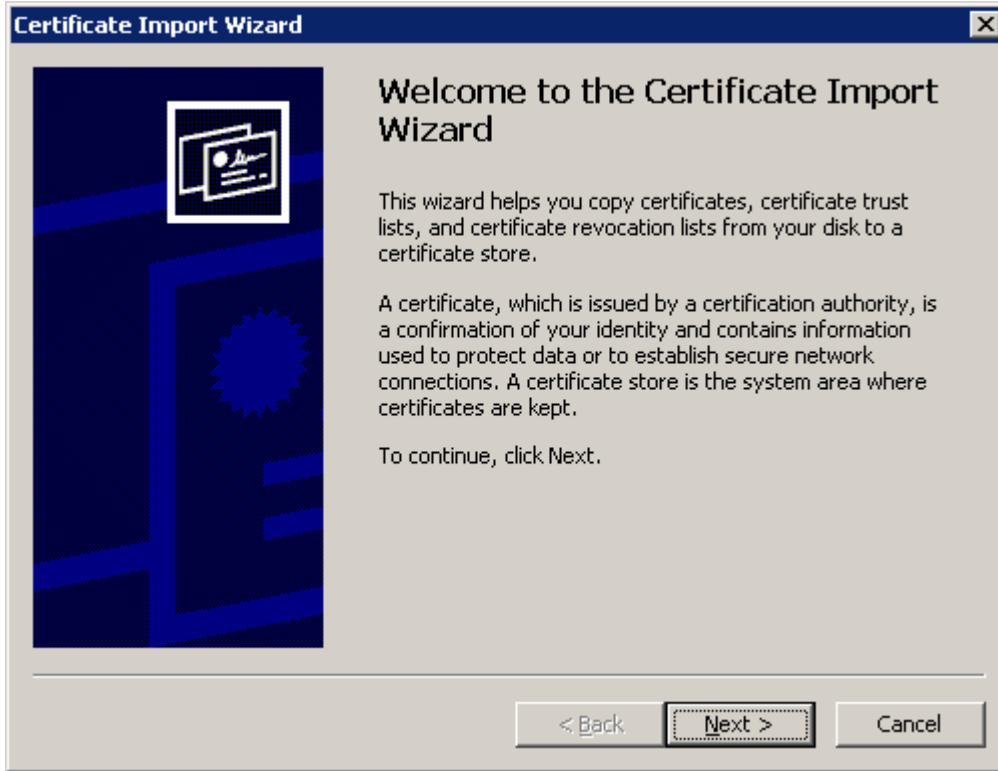 Certificate Import Wizard
Welcome to the Certificate Import
Wizard
This wizard helps you copy certificates, certificate trust
lists, and certificate revocation lists from your disk to a
certificate store.
A certificate, which is issued by a certification authority, is
a confirmation of your identity and contains information
used to protect data or to establish secure network
connections. A certificate store is the system area where
certificates are kept.
To continue, click Next.
< Back Next > Cancel